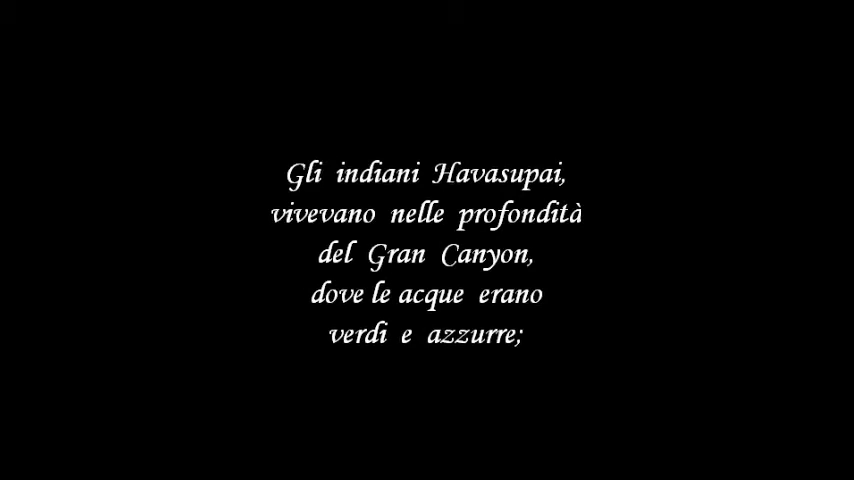 Gli indiani Havasupai,
vivevano nelle profondità
del Gran Canyon,
dove le acque erano
verdi e azzurre;